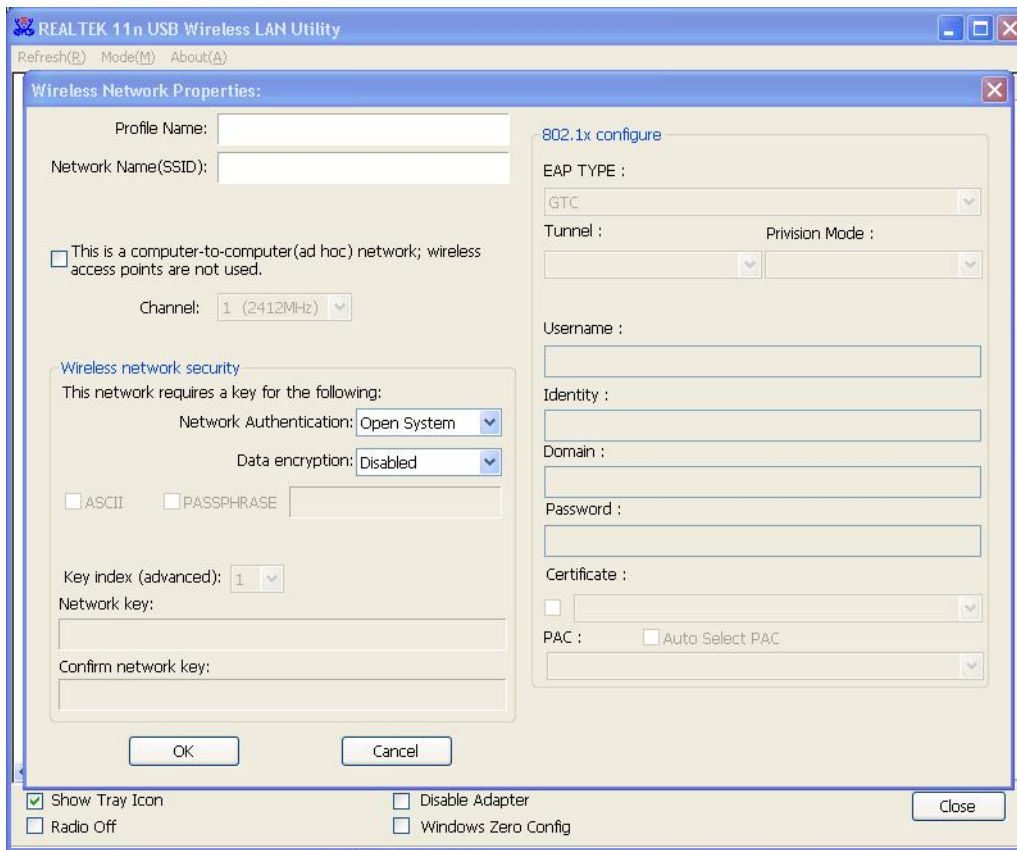 REALTEK 11n USB Wireless LAN Utility
Refresh(R) Mode(M) About(A)
Wireless Network Properties:
Profile Name:
Network Name(SSID):
This is a computer-to-computer(ad hoc) network; wireless
access points are not used.
Channel: 1 (2412MHz)
Wireless network security
This network requires a key for the following:
Network Authentication: Open System
Data encryption: Disabled
ASCII PASSPHRASE
Key index (advanced): 1
Network key:
Confirm network key:
OK Cancel
802.1x configure
EAP TYPE :
GTC
Tunnel : Privision Mode :
Username :
Identity :
Domain :
Password :
Certificate :
PAC : Auto Select PAC
Show Tray Icon
Radio Off
Disable Adapter
Windows Zero Config
Close